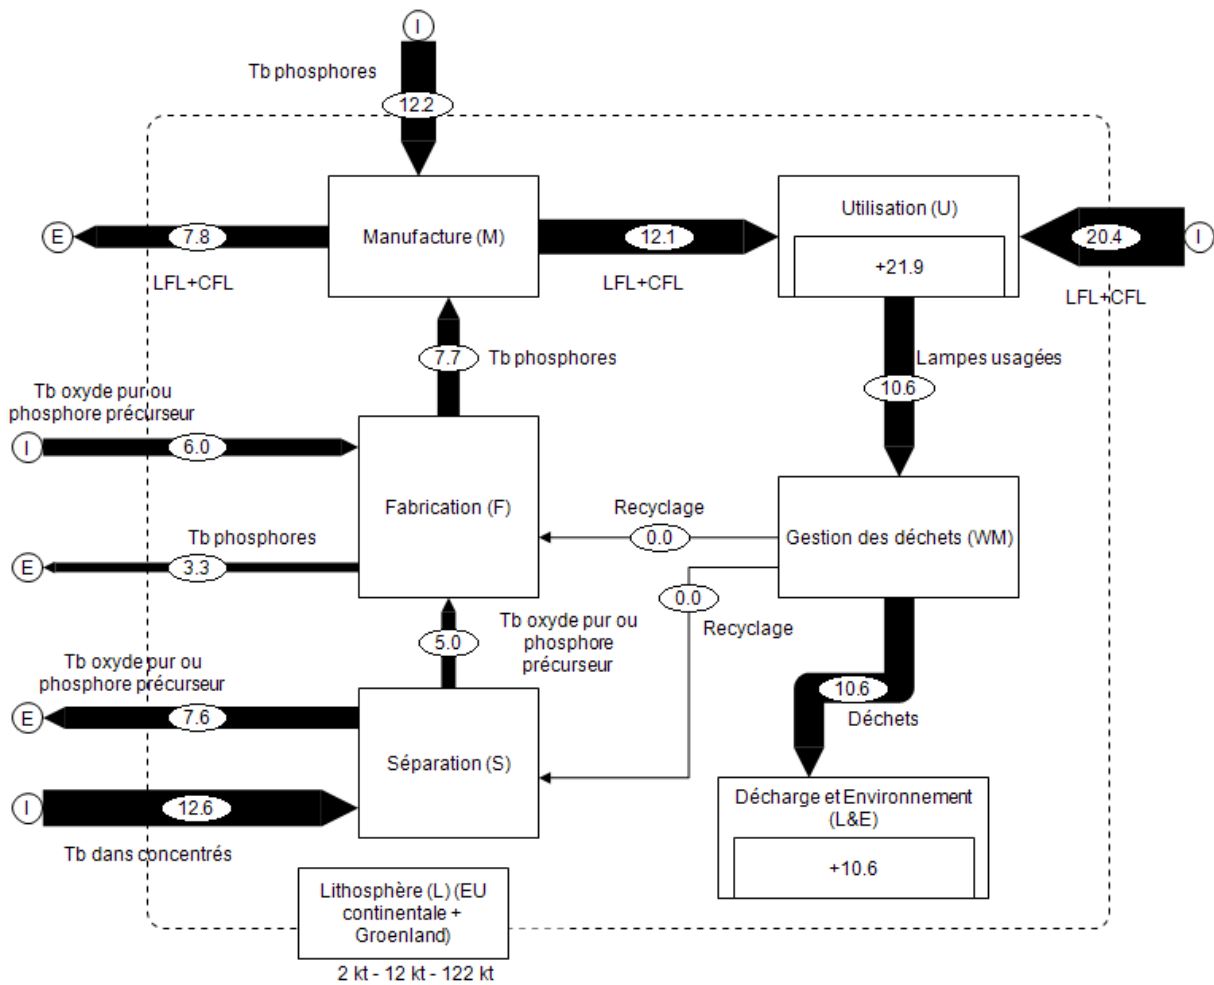 I
Tb phosphores
12.2
Manufacture (M)
Utilisation (U)
+21.9
E
7.8
LFL+CFL
12.1
LFL+CFL
20.4
I
LFL+CFL
7.7
Tb phosphores
Lampes usagées
10.6
Tb oxyde pur ou
phosphore précurseur
I
6.0
Fabrication (F)
Recyclage
0.0
Gestion des déchets (WM)
Tb phosphores
E
3.3
0.0
Recyclage
5.0
Tb oxyde pur ou
phosphore
précurseur
Tb oxyde pur ou
phosphore précurseur
E
7.6
10.6
Déchets
Séparation (S)
I
12.6
Tb dans concentrés
Décharge et Environnement
(L&E)
+10.6
Lithosphère (L) (EU
continentale +
Groenland)
2 kt - 12 kt - 122 kt